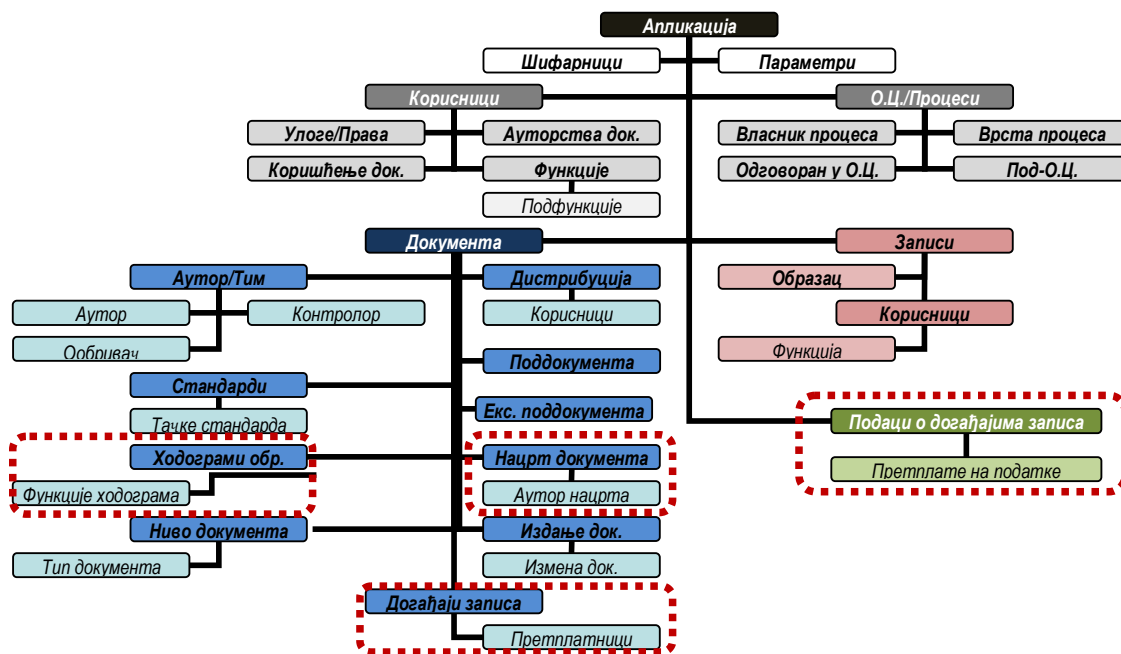 Апликација
Шифарници
Параметри
Корисници
О.Ц./Процеси
Улоге/Права
Ауторства док.
Власник процеса
Врста процеса
Коришћење док.
Функције
Одговоран у О.Ц.
Под-О.Ц.
Подфункције
Документа
Записи
Аутор/Тим
Дистрибуција
Образац
Аутор
Контролор
Корисници
Корисници
Ообривач
Функција
Поддокумента
Стандарди
Екс. поддокумента
Тачке стандарда
Подаци о догађајима записа
Ходограми обр.
Нацрт документа
Претплате на податке
Функције ходограма
Аутор нацрта
Ниво документа
Издање док.
Тип документа
Измена док.
Догађаји записа
Претплатници